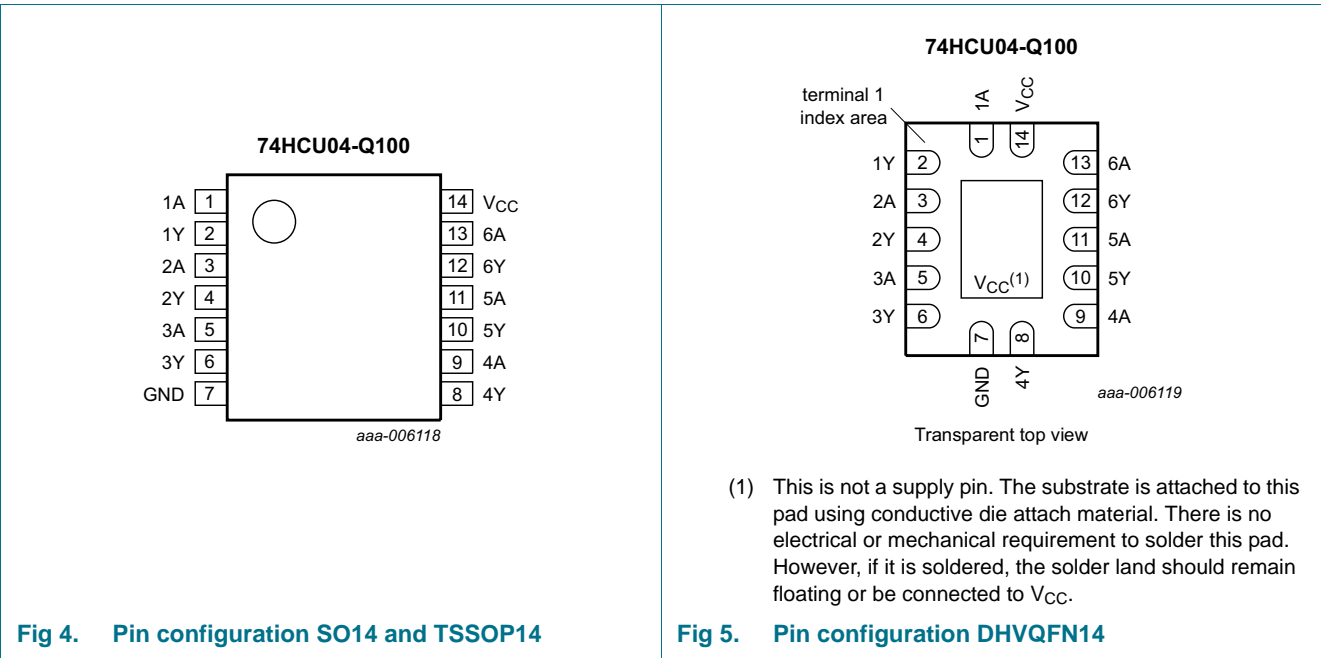 74HCU04-Q100
1A 1
1Y 2
2A 3
2Y 4
3A 5
3Y 6
GND 7
14 VCC
13 6A
12 6Y
11 5A
10 5Y
9 4A
8 4Y
aaa-006118
Fig 4. Pin configuration SO14 and TSSOP14
74HCU04-Q100
terminal 1
index area
1A
VCC
1
14
1Y 2
2A 3
2Y 4
3A 5
3Y 6
13 6A
12 6Y
11 5A
10 5Y
9 4A
VCC(1)
7
8
GND
4Y
aaa-006119
Transparent top view
(1) This is not a supply pin. The substrate is attached to this
pad using conductive die attach material. There is no
electrical or mechanical requirement to solder this pad.
However, if it is soldered, the solder land should remain
floating or be connected to VCC.
Fig 5. Pin configuration DHVQFN14